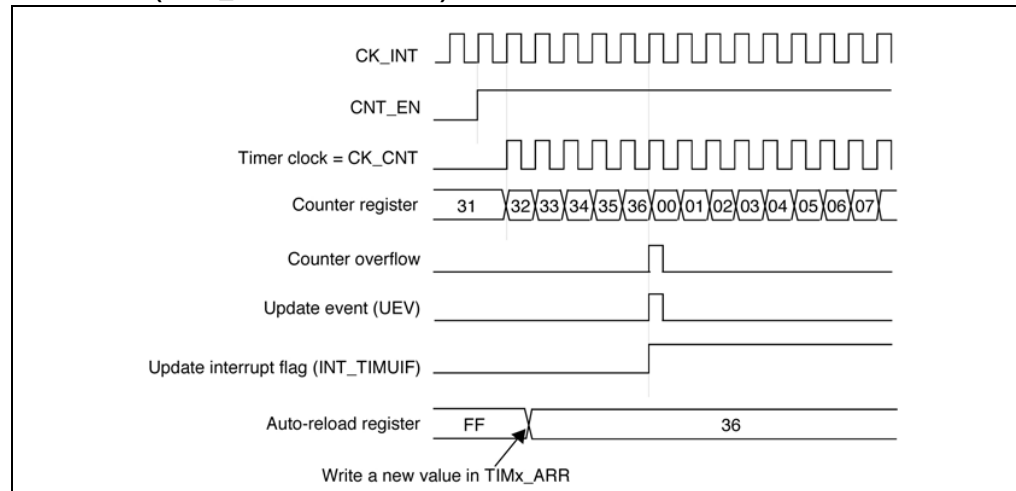 CK_INT
CNT_EN
Timer clock = CK_CNT
Counter register 31 32 33 34 35 36 00 01 02 03 04 05 06 07
Counter overflow
Update event (UEV)
Update interrupt flag (INT_TIMUIF)
Auto-reload register FF 36
Write a new value in TIMx_ARR